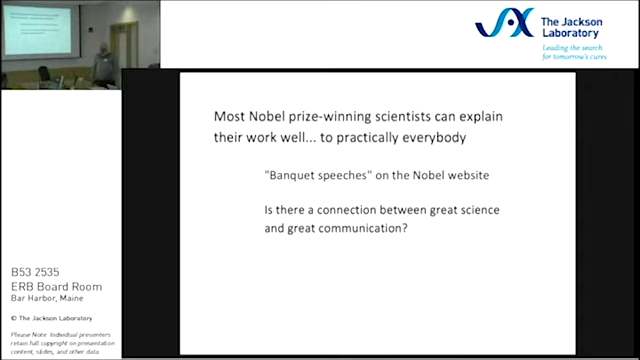 The Jackson
Laboratory
Leading the search
for tomorrow's cures
Most Nobel prize-winning scientists can explain
their work well... to practically everybody
"Banquet speeches" on the Nobel website
Is there a connection between great science
and great communication?
B53 2535
ERB Board Room
Bar Harbor, Maine
© The Jackson Laboratory
Please Note: Individual presenters
retain full copyright on presentation
content, slides, and other data.